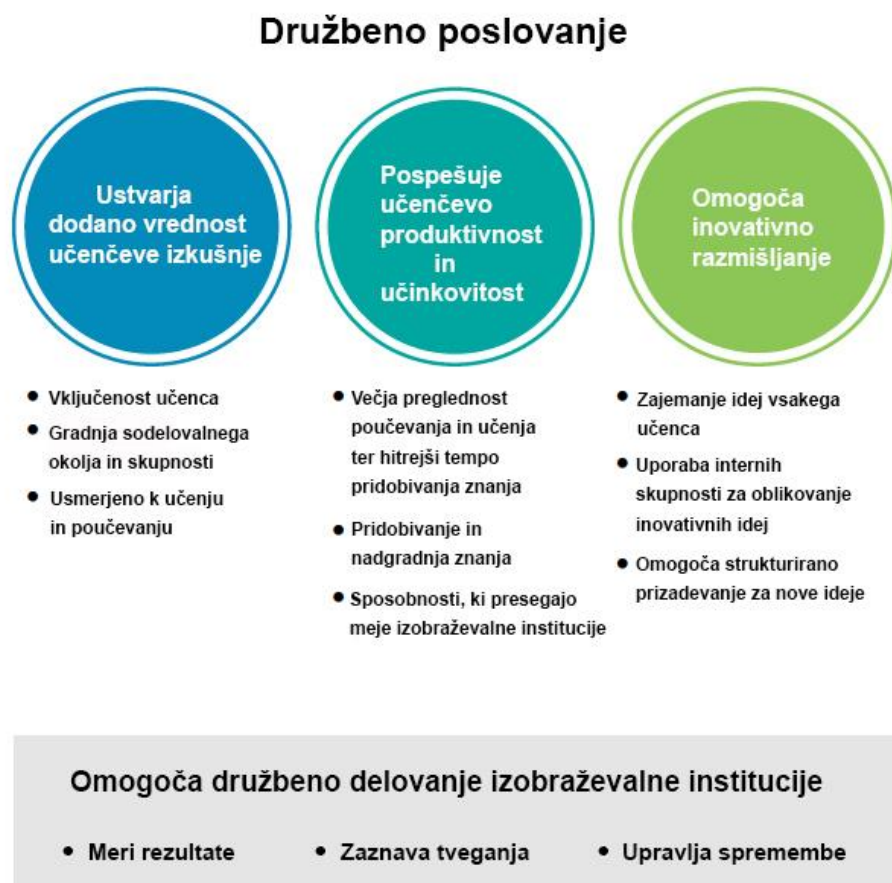 Družbeno poslovanje
Ustvarja
dodano vrednost
učenčeve izkušnje
Pospešuje
učenčevo
produktivnost
in
učinkovitost
Omogoča
inovativno
razmišljanje
• Vključenost učenca
• Gradnja sodelovalnega
okolja in skupnosti
• Usmerjeno k učenju
in poučevanju
• Večja preglednost
poučevanja in učenja
ter hitrejši tempo
pridobivanja znanja
• Pridobivanje in
nadgradnja znanja
• Sposobnosti, ki presegajo
meje izobraževalne institucije
• Zajemanje idej vsakega
učenca
• Uporaba internih
skupnosti za oblikovanje
inovativnih idej
• Omogoča strukturirano
prizadevanje za nove ideje
Omogoča družbeno delovanje izobraževalne institucije
• Meri rezultate
• Zaznava tveganja
• Upravlja spremembe